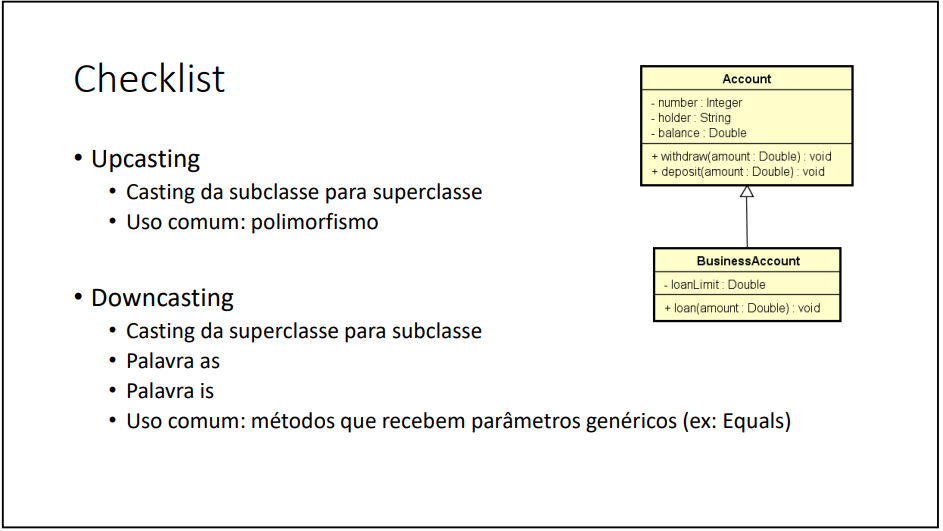 Checklist
• Upcasting
• Casting da subclasse para superclasse
• Uso comum: polimorfismo
• Downcasting
• Casting da superclasse para subclasse
• Palavra as
• Palavra is
• Uso comum: métodos que recebem parâmetros genéricos (ex: Equals)
Account
- number : Integer
- holder : String
- balance : Double
+ withdraw(amount : Double) : void
+ deposit(amount : Double) : void
BusinessAccount
- loanLimit : Double
+ loan(amount : Double) : void